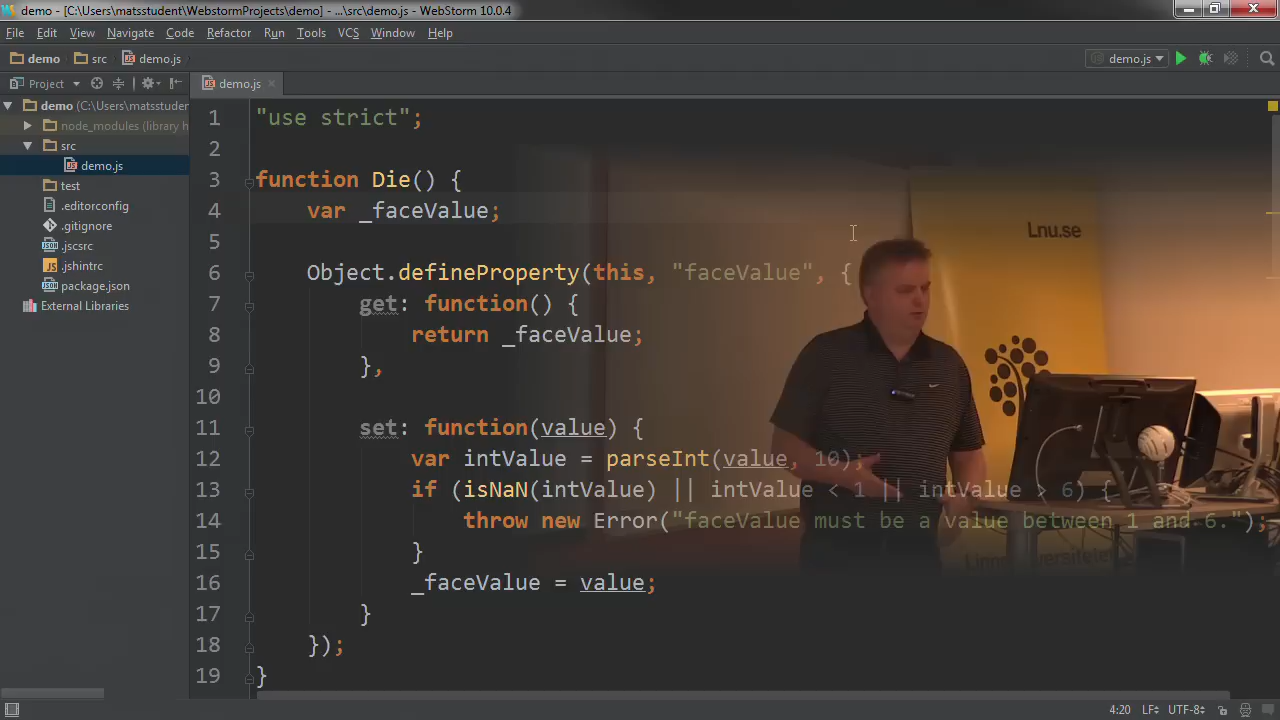 demo - [C:\Users\matsstudent\WebstormProjects\demo] - ...\src\demo.js - WebStorm 10.0.4
File Edit View Navigate Code Refactor Run Tools VCS Window Help
demo src demo.js demo.js
Project demo.js
demo (C:\Users\matsstuden
node_modules (library h
src
demo.js
test
.editorconfig
.gitignore
.jscsrc
.jshintrc
package.json
External Libraries
1 "use strict";
2
3 function Die() {
4 var _faceValue;
5
6 Object.defineProperty(this, "faceValue", {
7 get: function() {
8 return _faceValue;
9 },
10
11 set: function(value) {
12 var intValue = parseInt(value, 10);
13 if (isNaN(intValue) || intValue < 1 || intValue > 6) {
14 throw new Error("faceValue must be a value between 1 and 6.");
15 }
16 _faceValue = value;
17 }
18 });
19 }
Lnu.se
4:20 LF UTF-8